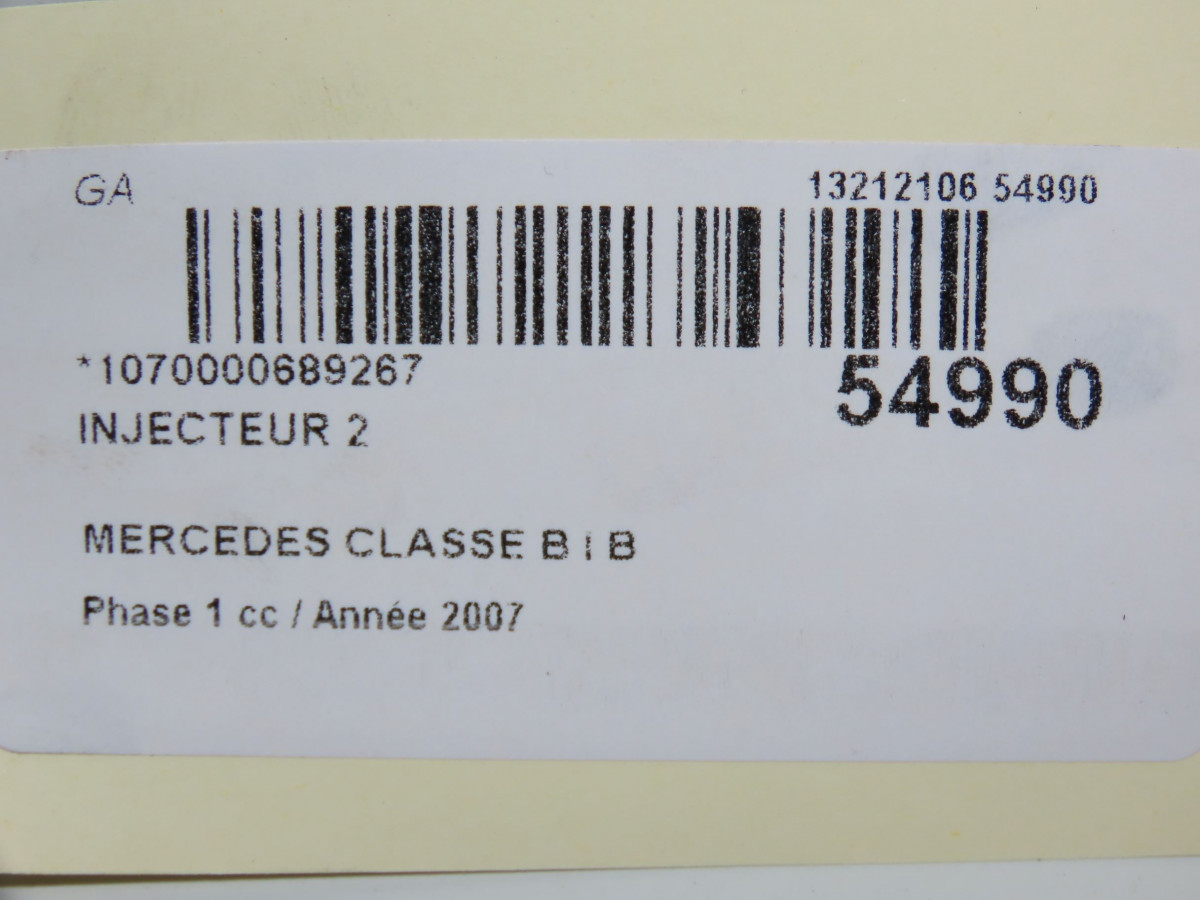 GA 13212106 54990
*1070000689267 54990
INJECTEUR 2
MERCEDES CLASSE B I B
Phase 1 cc / Année 2007